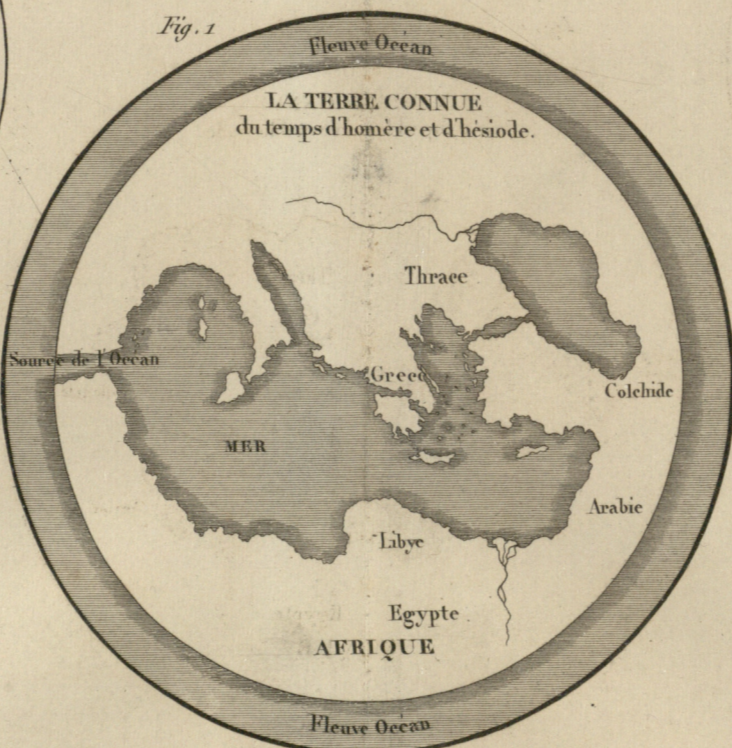 Fig. 1
Fleuve Océan
LA TERRE CONNUE
du temps d'homère et d'hésiode.
Thrace
Source de l'Océan
Grece
Colchide
MER
Arabie
Libye
Egypte
AFRIQUE
Fleuve Océan